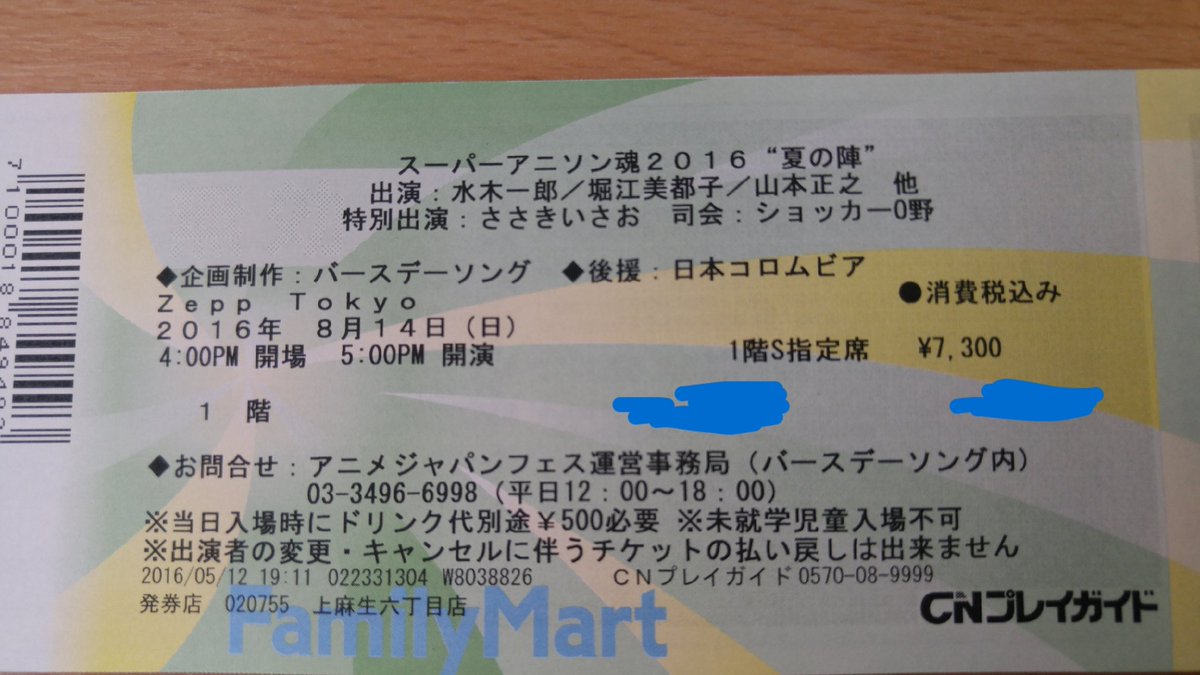 スーパーアニソン魂2016“夏の陣”
出演:水木一郎/堀江美都子/山本正之 他
特別出演:ささきいさお 司会:ショッカーO野
◆企画制作:バースデーソング ◆後援:日本コロムビア
Zepp Tokyo
●消費税込み
2016年 8月14日(日)
4:00PM 開場 5:00PM 開演 1階S指定席 ¥7,300
1 階
◆お問合せ:アニメジャパンフェス運営事務局(バースデーソング内)
03-3496-6998(平日12:00~18:00)
※当日入場時にドリンク代別途¥500必要 ※未就学児童入場不可
※出演者の変更・キャンセルに伴うチケットの払い戻しは出来ません
2016/05/12 19:11 022331304 W8038826 CNプレイガイド0570-08-9999
発券店 020755 上麻生六丁目店
FamilyMart
CNプレイガイド